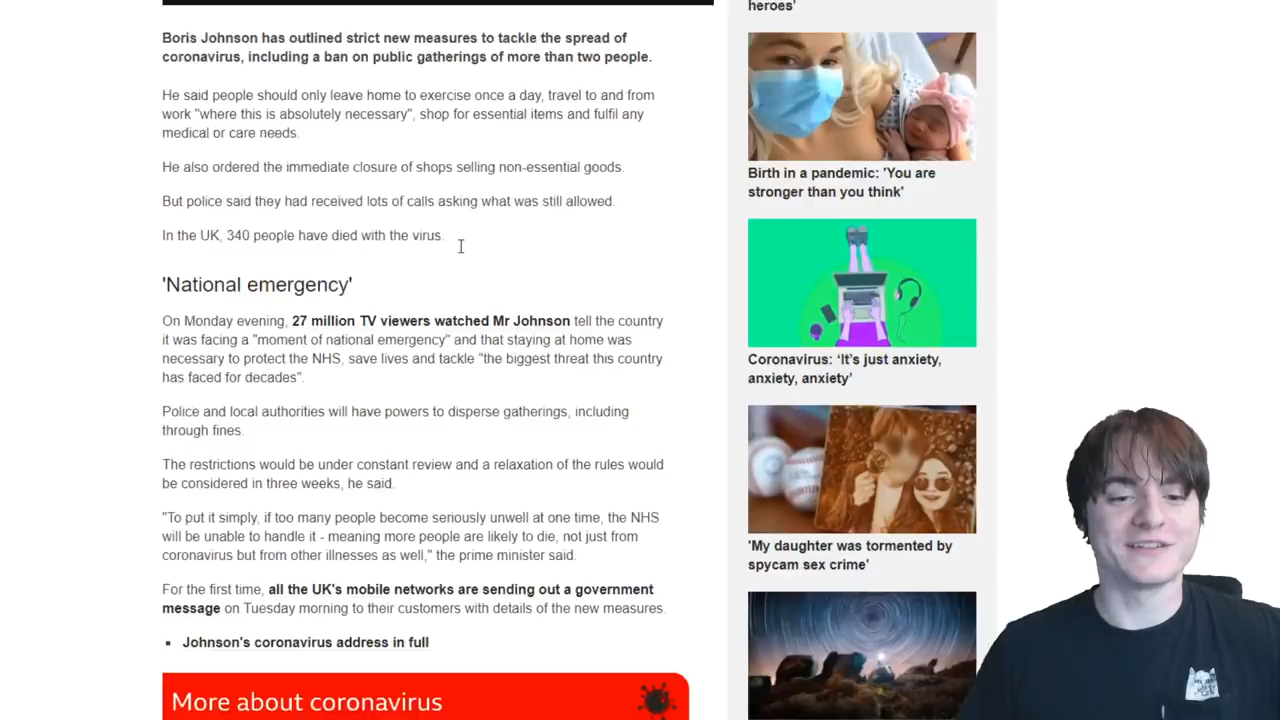 heroes'
Boris Johnson has outlined strict new measures to tackle the spread of
coronavirus, including a ban on public gatherings of more than two people.
He said people should only leave home to exercise once a day, travel to and from
work "where this is absolutely necessary", shop for essential items and fulfil any
medical or care needs.
He also ordered the immediate closure of shops selling non-essential goods.
But police said they had received lots of calls asking what was still allowed.
In the UK, 340 people have died with the virus.
'National emergency'
On Monday evening, 27 million TV viewers watched Mr Johnson tell the country
it was facing a "moment of national emergency" and that staying at home was
necessary to protect the NHS, save lives and tackle "the biggest threat this country
has faced for decades".
Police and local authorities will have powers to disperse gatherings, including
through fines.
The restrictions would be under constant review and a relaxation of the rules would
be considered in three weeks, he said.
"To put it simply, if too many people become seriously unwell at one time, the NHS
will be unable to handle it - meaning more people are likely to die, not just from
coronavirus but from other illnesses as well," the prime minister said.
For the first time, all the UK's mobile networks are sending out a government
message on Tuesday morning to their customers with details of the new measures.
Johnson's coronavirus address in full
More about coronavirus
Birth in a pandemic: 'You are
stronger than you think'
Coronavirus: ‘It’s just anxiety,
anxiety, anxiety’
'My daughter was tormented by
spycam sex crime'